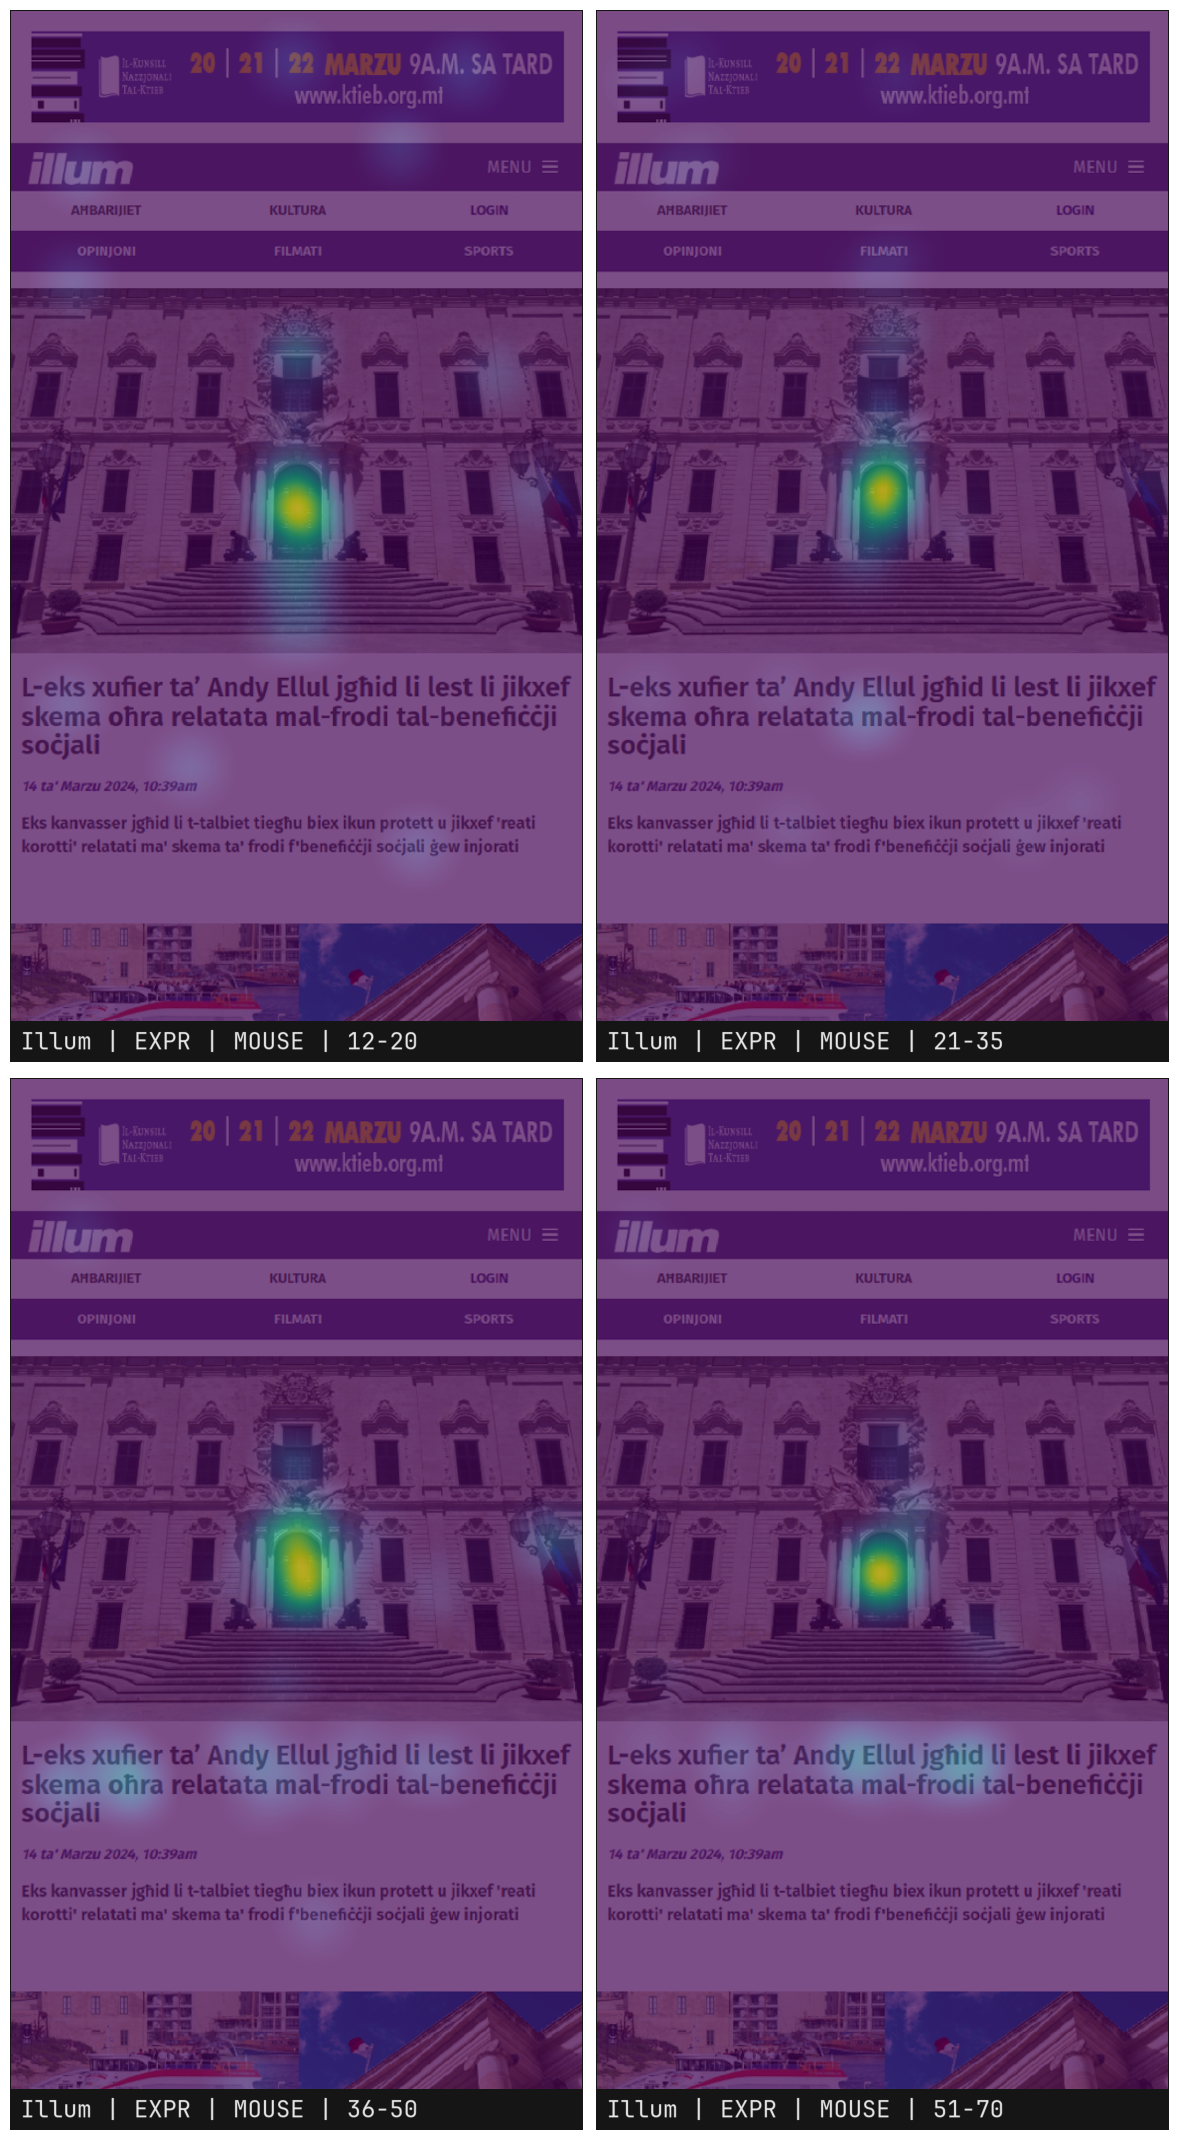 IL-KUNSILL
NAZZJONALI
TAL-KTIEB
20 | 21 | 22 MARZU 9A.M. SA TARD
www.ktieb.org.mt
illum
MENU
AĦBARIJIET KULTURA LOGIN
OPINJONI FILMATI SPORTS
L-eks xufier ta’ Andy Ellul jgħid li lest li jikxef
skema oħra relatata mal-frodi tal-benefiċċji
soċjali
14 ta' Marzu 2024, 10:39am
Eks kanvasser jgħid li t-talbiet tiegħu biex ikun protett u jikxef 'reati
korotti' relatati ma' skema ta' frodi f'benefiċċji soċjali ġew injorati
Illum | EXPR | MOUSE | 12-20
IL-KUNSILL
NAZZJONALI
TAL-KTIEB
20 | 21 | 22 MARZU 9A.M. SA TARD
www.ktieb.org.mt
illum
MENU
AĦBARIJIET KULTURA LOGIN
OPINJONI FILMATI SPORTS
L-eks xufier ta’ Andy Ellul jgħid li lest li jikxef
skema oħra relatata mal-frodi tal-benefiċċji
soċjali
14 ta' Marzu 2024, 10:39am
Eks kanvasser jgħid li t-talbiet tiegħu biex ikun protett u jikxef 'reati
korotti' relatati ma' skema ta' frodi f'benefiċċji soċjali ġew injorati
Illum | EXPR | MOUSE | 21-35
IL-KUNSILL
NAZZJONALI
TAL-KTIEB
20 | 21 | 22 MARZU 9A.M. SA TARD
www.ktieb.org.mt
illum
MENU
AĦBARIJIET KULTURA LOGIN
OPINJONI FILMATI SPORTS
L-eks xufier ta’ Andy Ellul jgħid li lest li jikxef
skema oħra relatata mal-frodi tal-benefiċċji
soċjali
14 ta' Marzu 2024, 10:39am
Eks kanvasser jgħid li t-talbiet tiegħu biex ikun protett u jikxef 'reati
korotti' relatati ma' skema ta' frodi f'benefiċċji soċjali ġew injorati
Illum | EXPR | MOUSE | 36-50
IL-KUNSILL
NAZZJONALI
TAL-KTIEB
20 | 21 | 22 MARZU 9A.M. SA TARD
www.ktieb.org.mt
illum
MENU
AĦBARIJIET KULTURA LOGIN
OPINJONI FILMATI SPORTS
L-eks xufier ta’ Andy Ellul jgħid li lest li jikxef
skema oħra relatata mal-frodi tal-benefiċċji
soċjali
14 ta' Marzu 2024, 10:39am
Eks kanvasser jgħid li t-talbiet tiegħu biex ikun protett u jikxef 'reati
korotti' relatati ma' skema ta' frodi f'benefiċċji soċjali ġew injorati
Illum | EXPR | MOUSE | 51-70